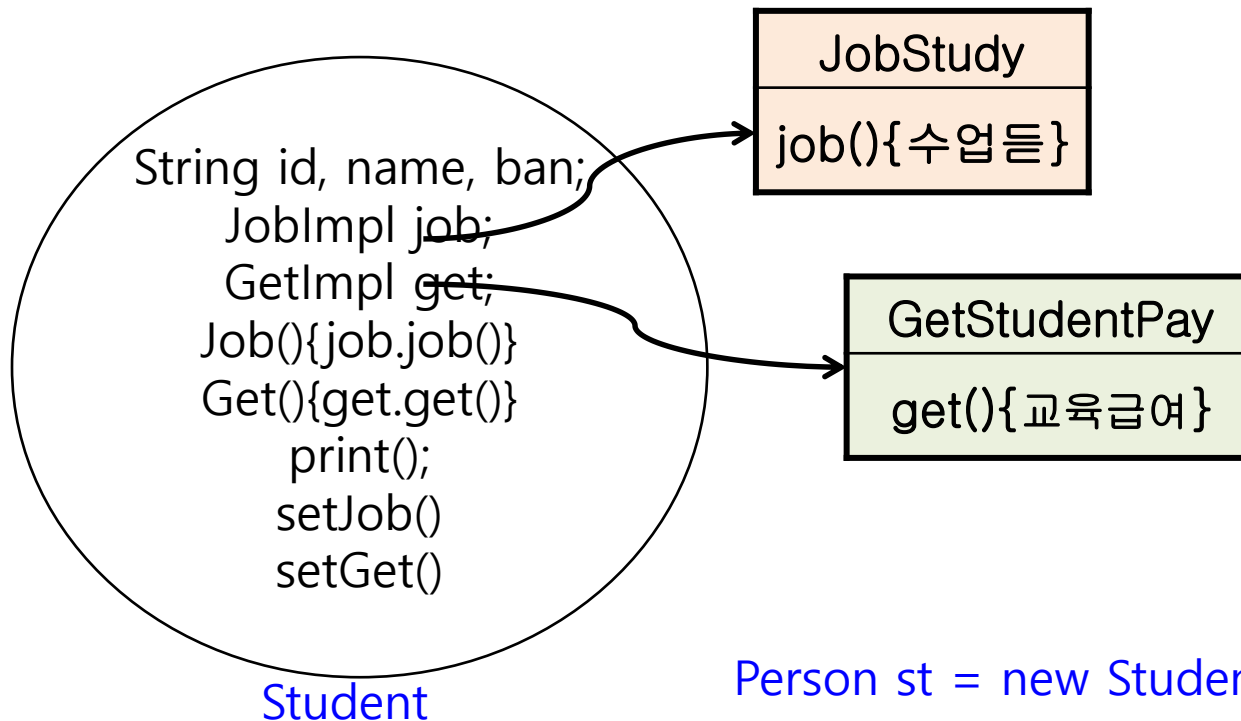 JobStudy
job(){수업듣}
String id, name, ban;
JobImpl job;
GetImpl get;
Job(){job.job()}
Get(){get.get()}
print();
setJob()
setGet()
GetStudentPay
get(){교육급여}
Student
Person st = new